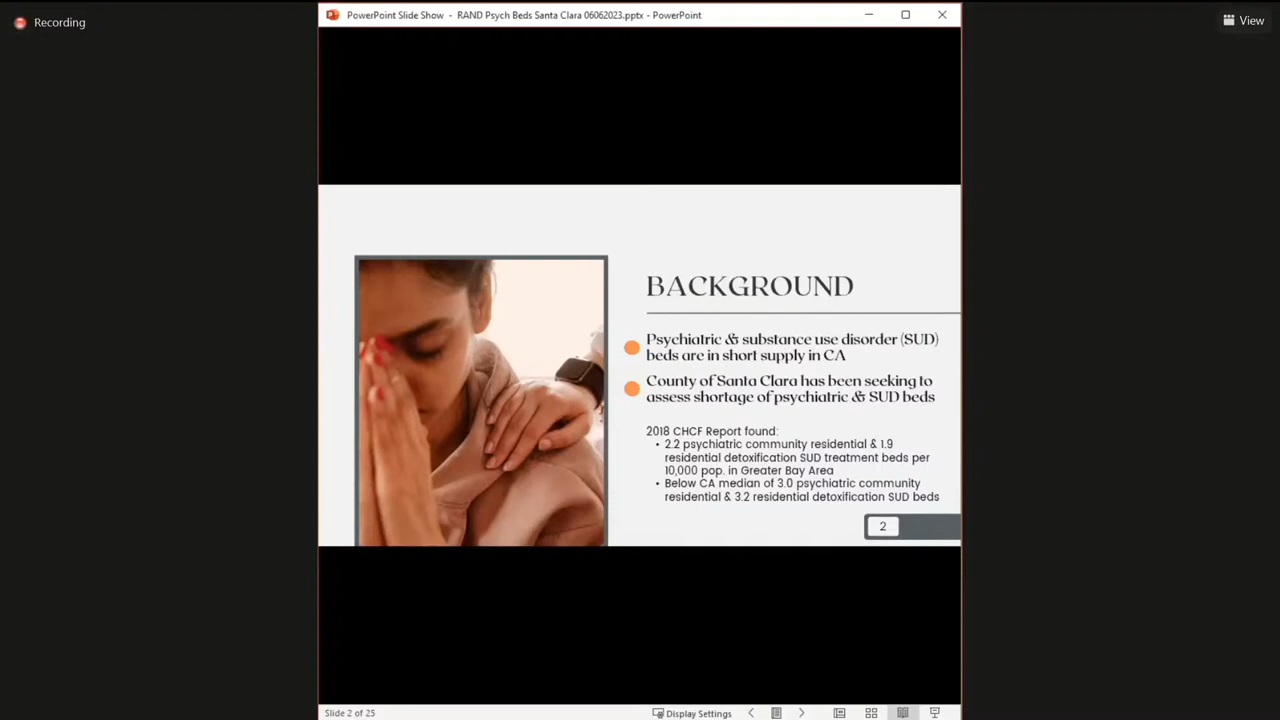 Recording
PowerPoint Slide Show - RAND Psych Beds Santa Clara 06062023.pptx - PowerPoint
View
BACKGROUND
Psychiatric & substance use disorder (SUD)
beds are in short supply in CA
County of Santa Clara has been seeking to
assess shortage of psychiatric & SUD beds
2018 CHCF Report found:
• 2.2 psychiatric community residential & 1.9
residential detoxification SUD treatment beds per
10,000 pop. in Greater Bay Area
• Below CA median of 3.0 psychiatric community
residential & 3.2 residential detoxification SUD beds
2
Slide 2 of 25
Display Settings